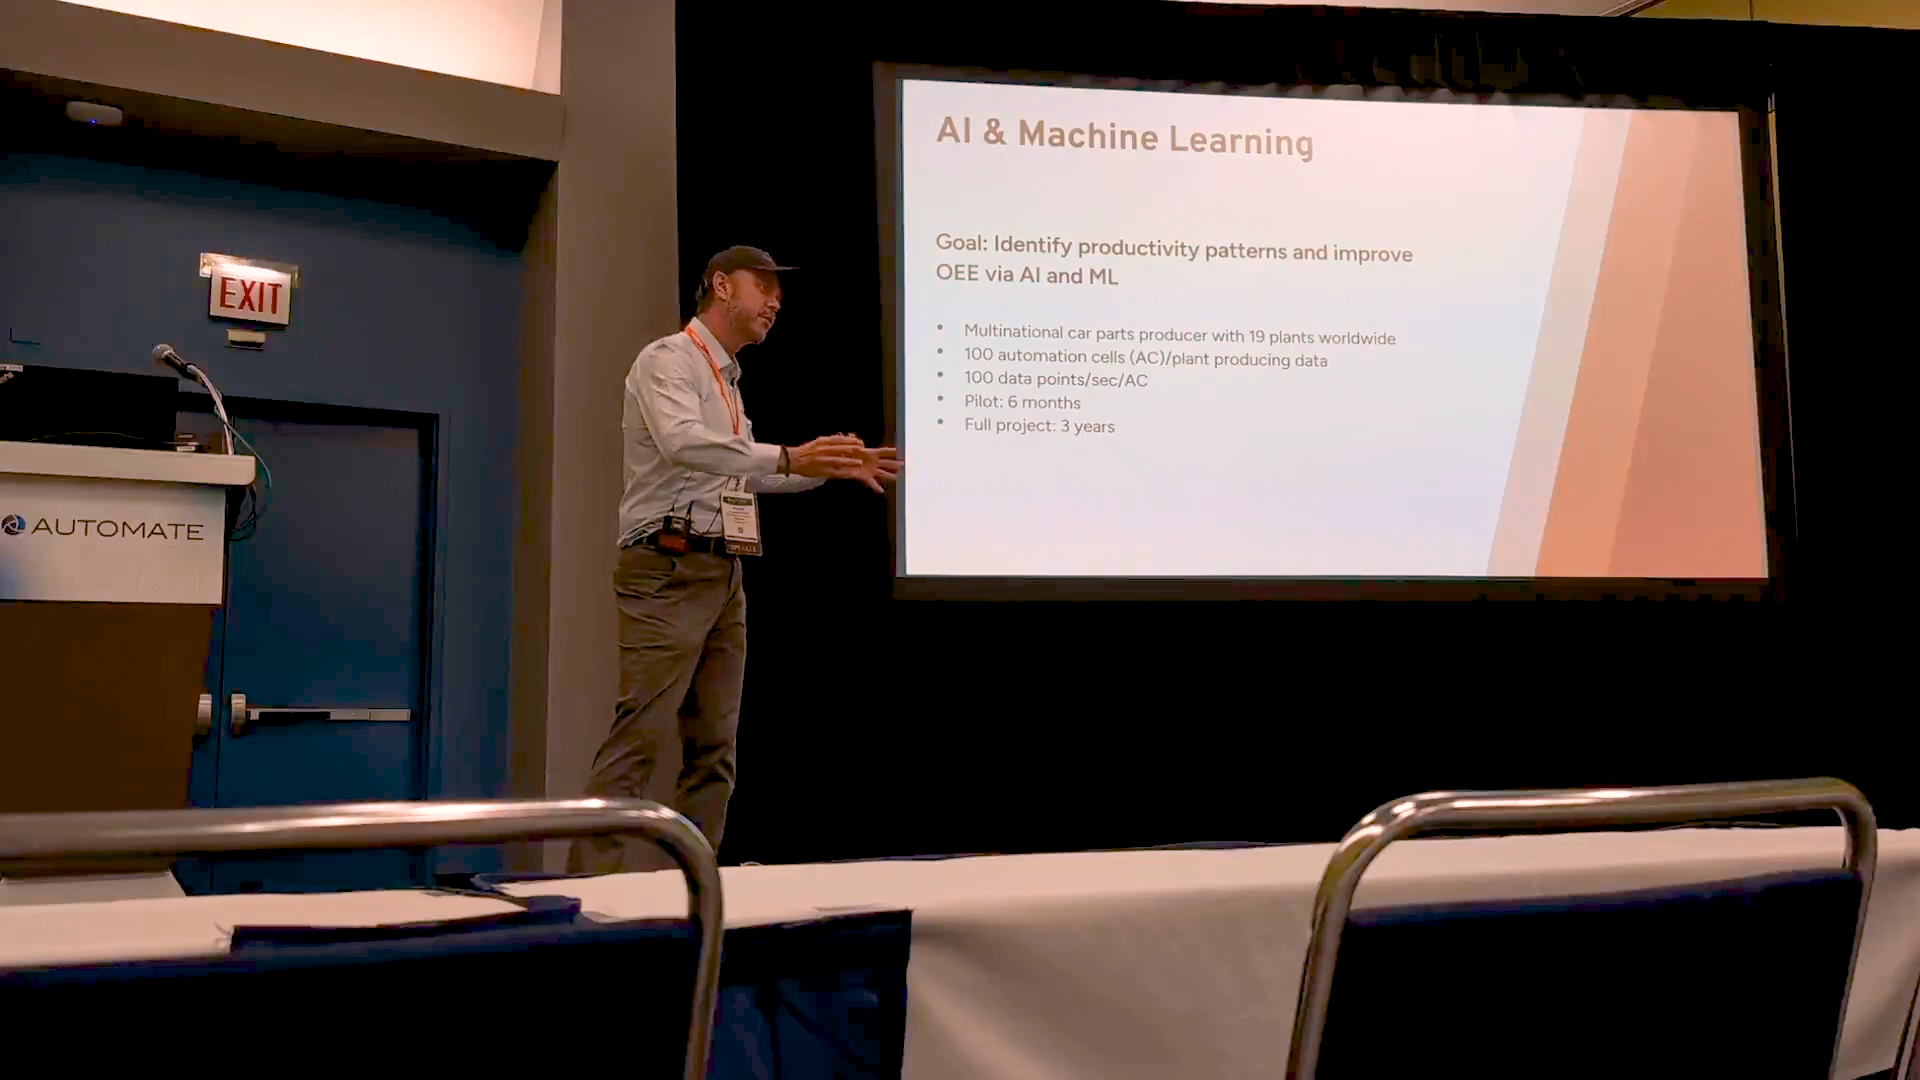 AI & Machine Learning
Goal: Identify productivity patterns and improve
OEE via AI and ML
• Multinational car parts producer with 19 plants worldwide
• 100 automation cells (AC)/plant producing data
• 100 data points/sec/AC
• Pilot: 6 months
• Full project: 3 years
EXIT
AUTOMATE